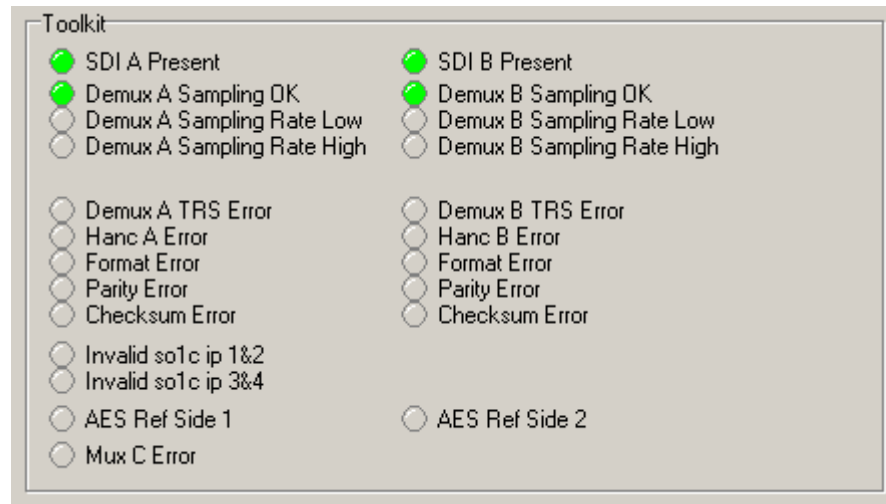 Toolkit
SDI A Present
SDI B Present
Demux A Sampling OK
Demux B Sampling OK
Demux A Sampling Rate Low
Demux B Sampling Rate Low
Demux A Sampling Rate High
Demux B Sampling Rate High
Demux A TRS Error
Demux B TRS Error
Hanc A Error
Hanc B Error
Format Error
Format Error
Parity Error
Parity Error
Checksum Error
Checksum Error
Invalid so1c ip 1&2
Invalid so1c ip 3&4
AES Ref Side 1
AES Ref Side 2
Mux C Error